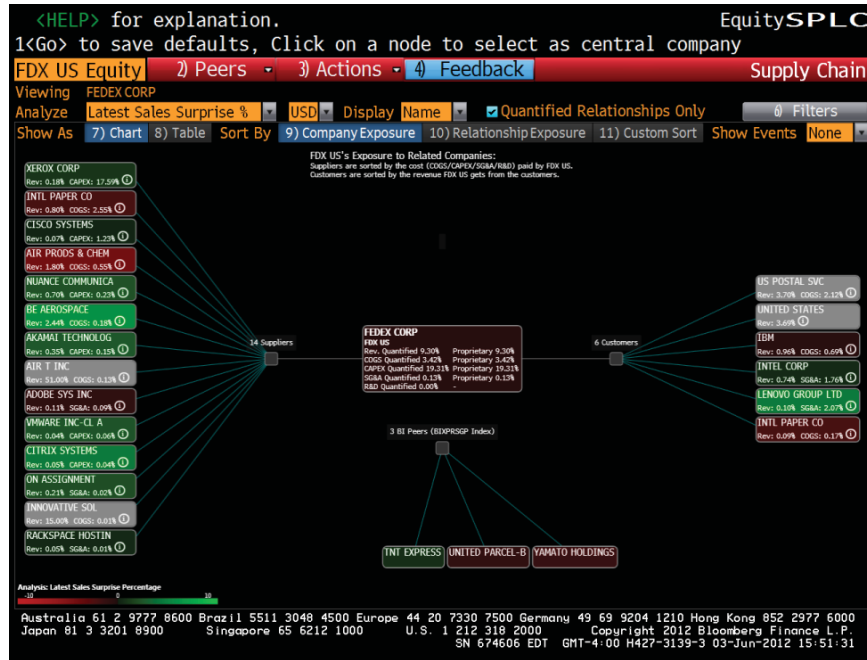 <HELP> for explanation. EquitySPLC
1<Go> to save defaults, Click on a node to select as central company
FDX US Equity 2) Peers 3) Actions 4) Feedback Supply Chain
Viewing FEDEX CORP
Analyze Latest Sales Surprise % USD Display Name Quantified Relationships Only 6) Filters
Show As 7) Chart 8) Table Sort By 9) Company Exposure 10) Relationship Exposure 11) Custom Sort Show Events None
FDX US's Exposure to Related Companies:
Suppliers are sorted by the cost (COGS/CAPEX/SG&A/R&D) paid by FDX US.
Customers are sorted by the revenue FDX US gets from the customers.
XEROX CORP
Rev: 0.18% CAPEX: 17.59%
INTL PAPER CO
Rev: 0.80% COGS: 2.55%
CISCO SYSTEMS
Rev: 0.07% CAPEX: 1.23%
AIR PRODS & CHEM
Rev: 1.80% COGS: 0.55%
NUANCE COMMUNICA
Rev: 0.70% CAPEX: 0.23%
BE AEROSPACE
Rev: 2.44% COGS: 0.18%
AKAMAI TECHNOLOG
Rev: 0.35% CAPEX: 0.15%
AIR T INC
Rev: 51.00% COGS: 0.13%
ADOBE SYS INC
Rev: 0.11% SG&A: 0.09%
VMWARE INC-CL A
Rev: 0.04% CAPEX: 0.06%
CITRIX SYSTEMS
Rev: 0.05% CAPEX: 0.04%
ON ASSIGNMENT
Rev: 0.21% SG&A: 0.02%
INNOVATIVE SOL
Rev: 15.00% COGS: 0.01%
RACKSPACE HOSTIN
Rev: 0.05% SG&A: 0.01%
14 Suppliers
FEDEX CORP
FDX US
Rev. Quantified 9.30% Proprietary 9.30%
COGS Quantified 3.42% Proprietary 3.42%
CAPEX Quantified 19.31% Proprietary 19.31%
SG&A Quantified 0.13% Proprietary 0.13%
R&D Quantified 0.00% -
6 Customers
US POSTAL SVC
Rev: 3.70% COGS: 2.12%
UNITED STATES
Rev: 3.69%
IBM
Rev: 0.96% COGS: 0.69%
INTEL CORP
Rev: 0.74% SG&A: 1.76%
LENOVO GROUP LTD
Rev: 0.10% SG&A: 2.07%
INTL PAPER CO
Rev: 0.09% COGS: 0.17%
3 BI Peers (BIXPRSGP Index)
TNT EXPRESS UNITED PARCEL-B YAMATO HOLDINGS
Analysis: Latest Sales Surprise Percentage
-10 0 10
Australia 61 2 9777 8600 Brazil 5511 3048 4500 Europe 44 20 7330 7500 Germany 49 69 9204 1210 Hong Kong 852 2977 6000
Japan 81 3 3201 8900 Singapore 65 6212 1000 U.S. 1 212 318 2000 Copyright 2012 Bloomberg Finance L.P.
SN 674606 EDT GMT-4:00 H427-3139-3 03-Jun-2012 15:51:31